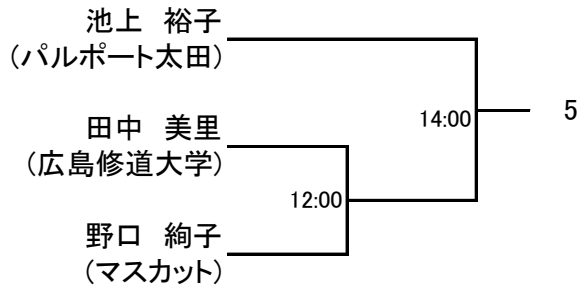 池上　裕子
(パルポート太田)
14:00
5
田中　美里
(広島修道大学)
12:00
野口　絢子
(マスカット)